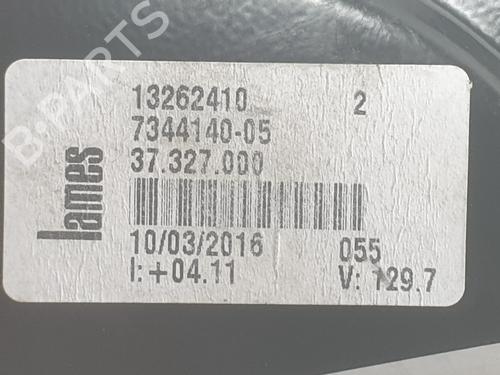 B-PARTS
lames
13262410 2
7344140-05
37.327.000
10/03/2016 055
I:+04.11 V: 129.7